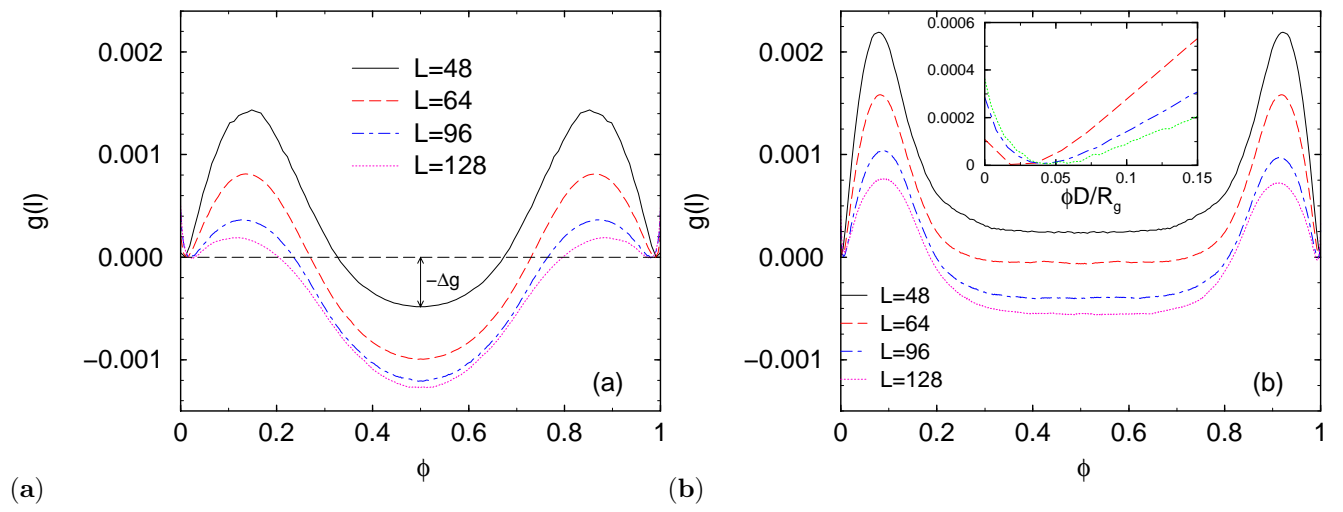 0.002
0.001
0.000
−0.001
g(l)
L=48
L=64
L=96
L=128
−Δg
(a)
0 0.2 0.4 0.6 0.8 1
ϕ
(a)
0.002
0.001
0.000
−0.001
g(l)
0.0006
0.0004
0.0002
0
0 0.05 0.10 0.15
ϕD/R_g
L=48
L=64
L=96
L=128
(b)
0 0.2 0.4 0.6 0.8 1
ϕ
(b)